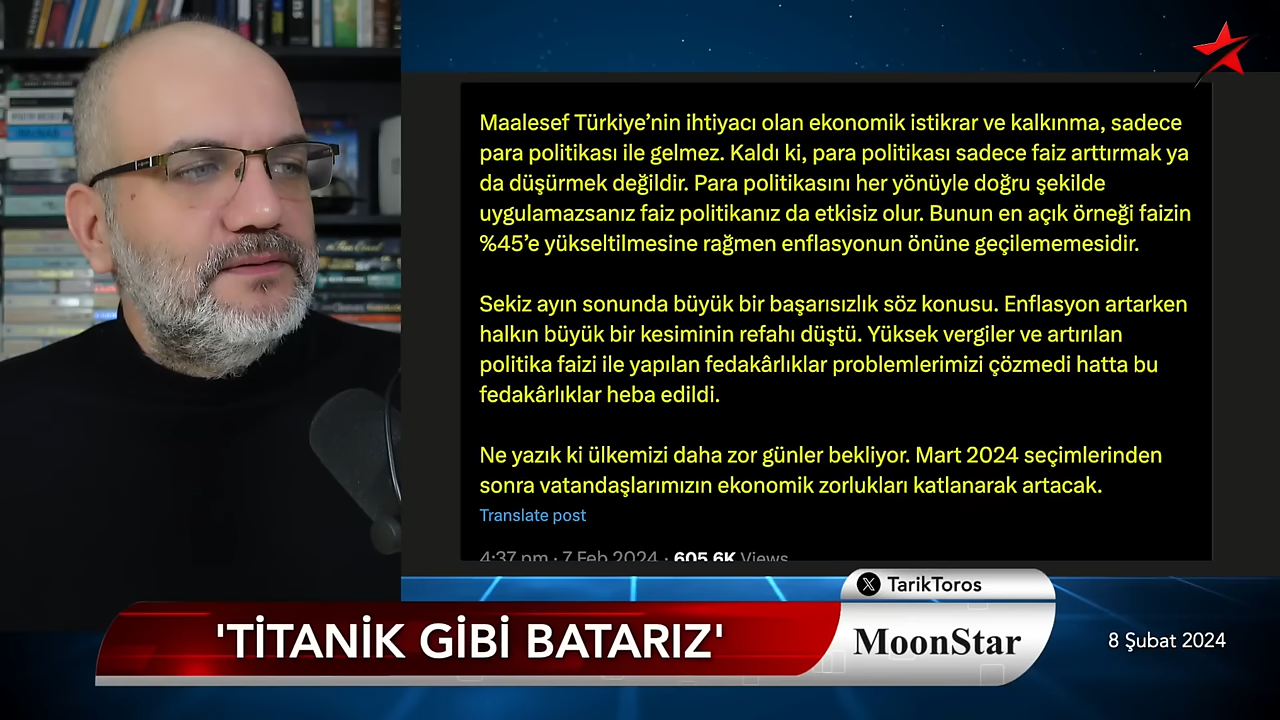 Maalesef Türkiye’nin ihtiyacı olan ekonomik istikrar ve kalkınma, sadece
para politikası ile gelmez. Kaldı ki, para politikası sadece faiz arttırmak ya
da düşürmek değildir. Para politikasını her yönüyle doğru şekilde
uygulamazsanız faiz politikanız da etkisiz olur. Bunun en açık örneği faizin
%45’e yükseltilmesine rağmen enflasyonun önüne geçilememesidir.
Sekiz ayın sonunda büyük bir başarısızlık söz konusu. Enflasyon artarken
halkın büyük bir kesiminin refahı düştü. Yüksek vergiler ve artırılan
politika faizi ile yapılan fedakârlıklar problemlerimizi çözmedi hatta bu
fedakârlıklar heba edildi.
Ne yazık ki ülkemizi daha zor günler bekliyor. Mart 2024 seçimlerinden
sonra vatandaşlarımızın ekonomik zorlukları katlanarak artacak.
Translate post
4:37 pm · 7 Feb 2024 · 605.6K Views
X TarikToros
'TİTANİK GİBİ BATARIZ'
MoonStar
8 Şubat 2024